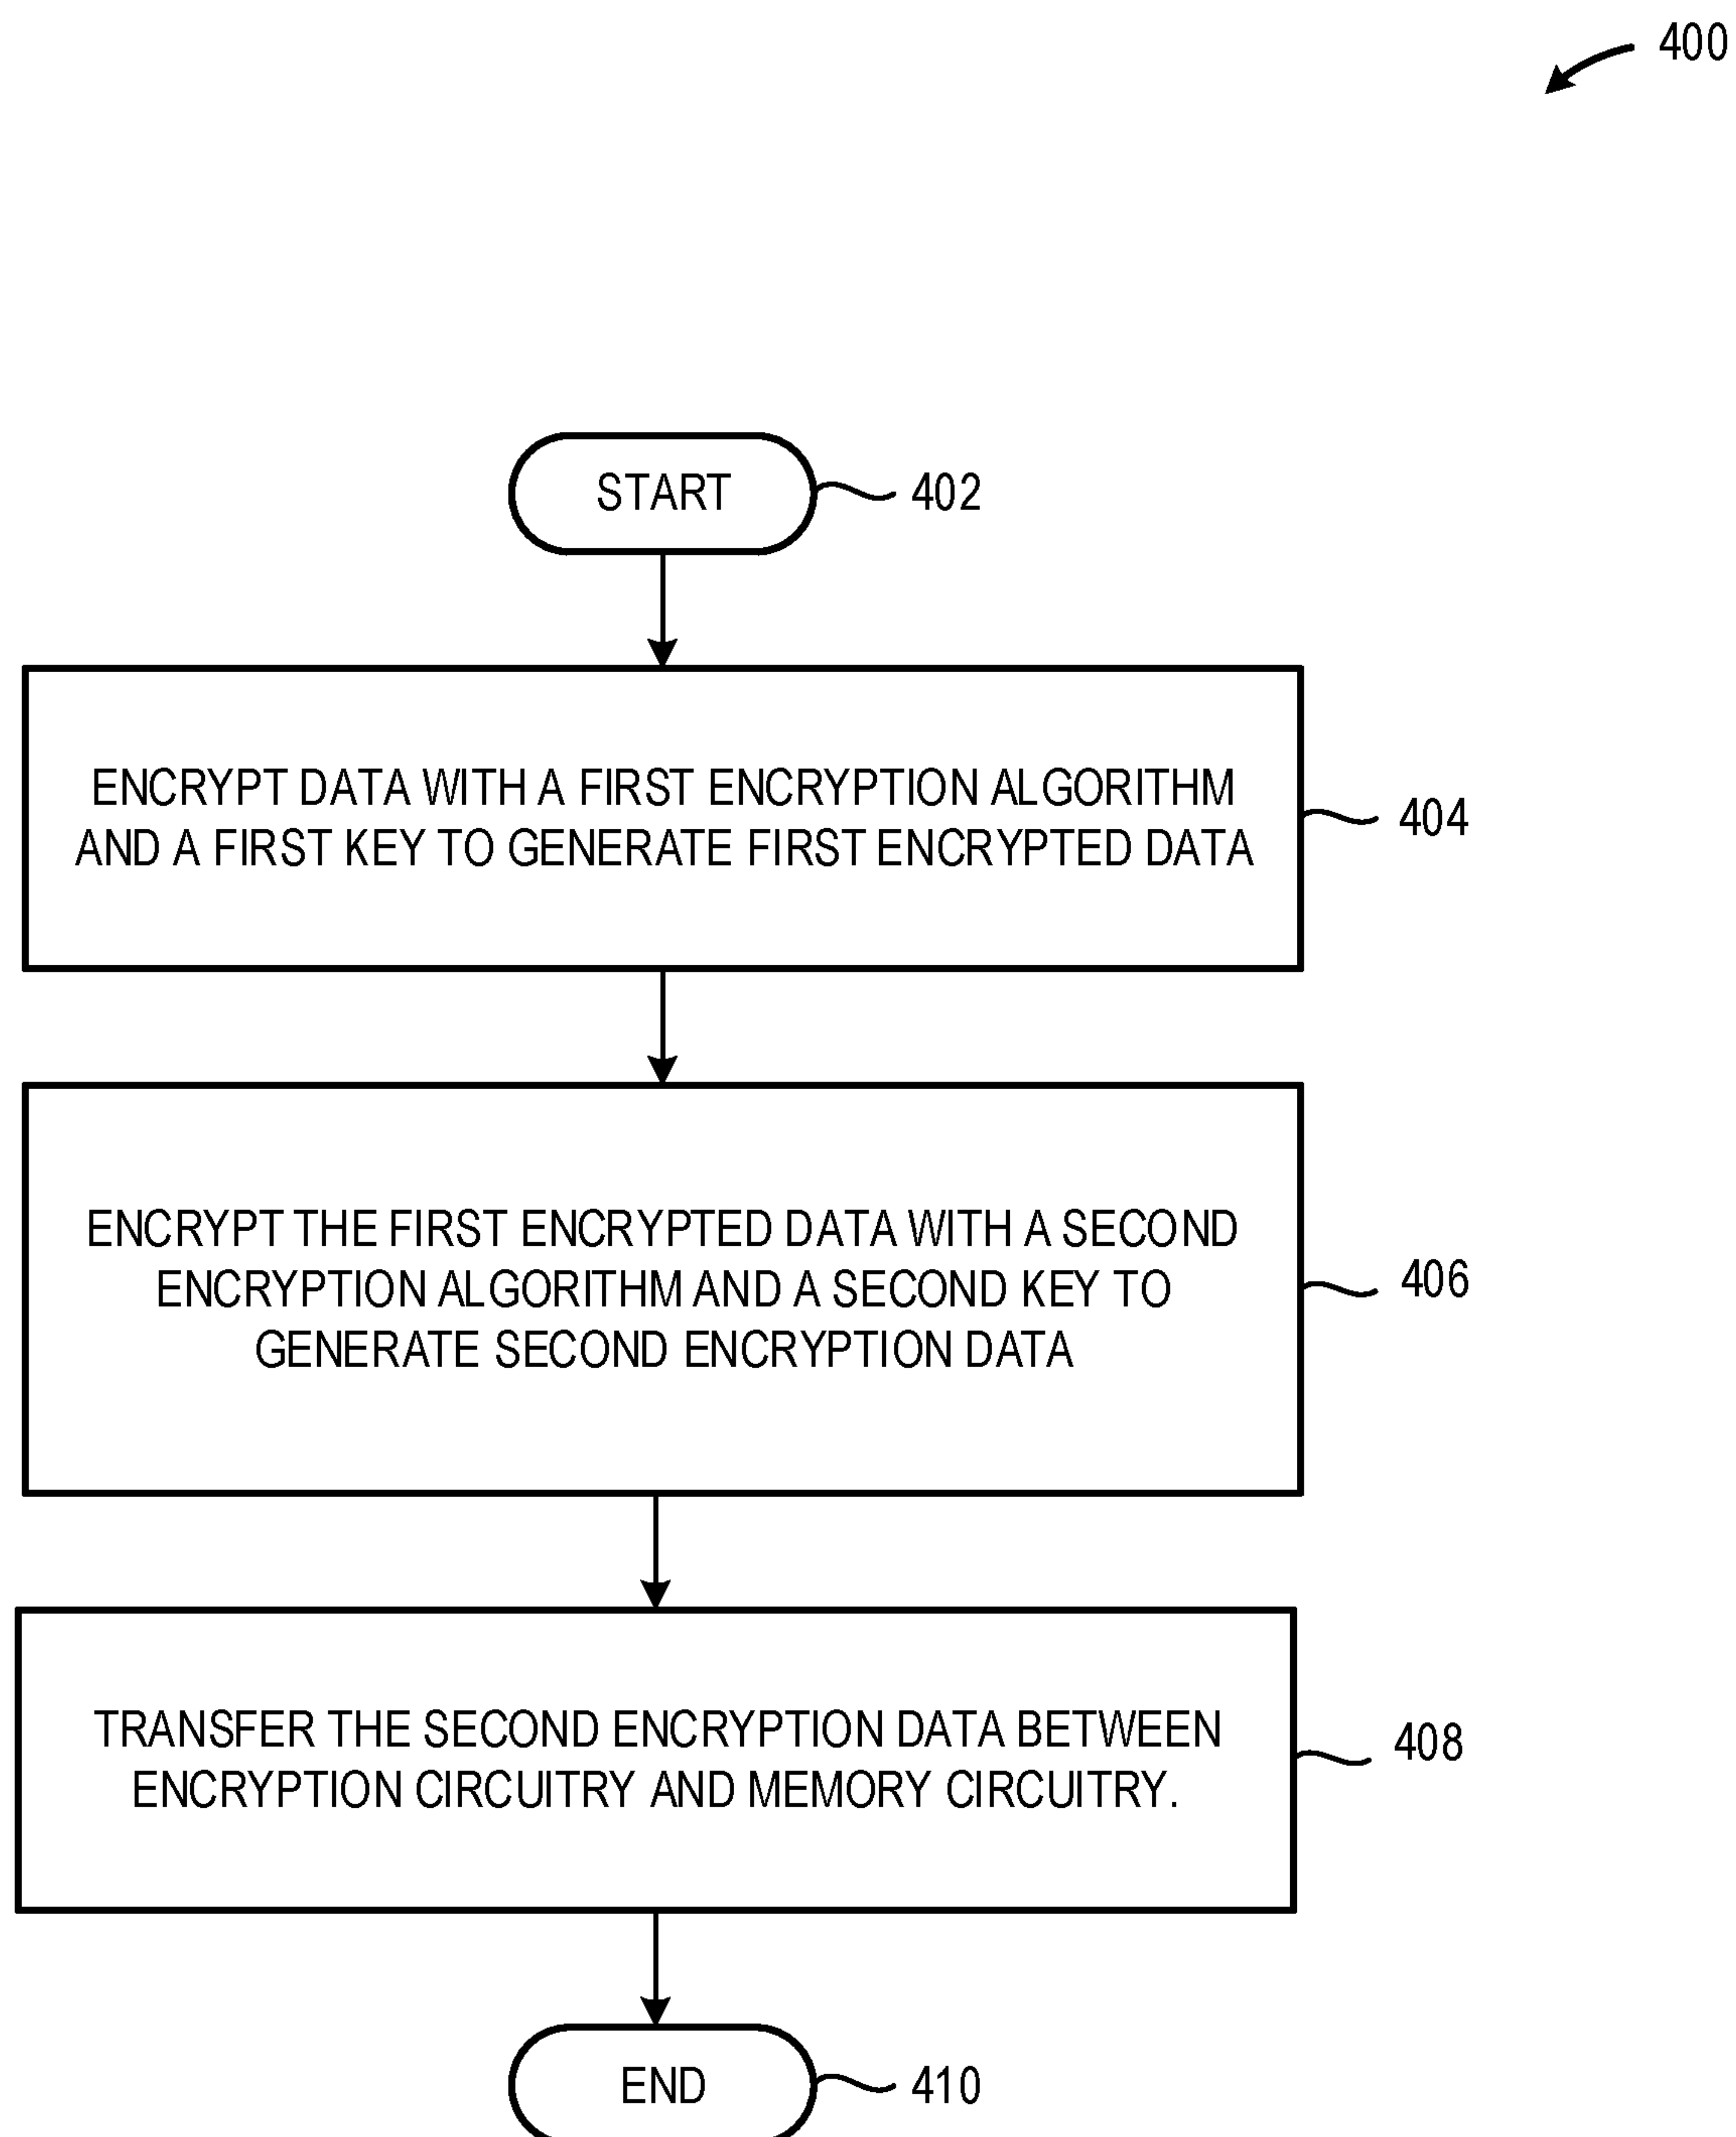 400
START
402
ENCRYPT DATA WITH A FIRST ENCRYPTION ALGORITHM
AND A FIRST KEY TO GENERATE FIRST ENCRYPTED DATA
404
ENCRYPT THE FIRST ENCRYPTED DATA WITH A SECOND
ENCRYPTION ALGORITHM AND A SECOND KEY TO
GENERATE SECOND ENCRYPTION DATA
406
TRANSFER THE SECOND ENCRYPTION DATA BETWEEN
ENCRYPTION CIRCUITRY AND MEMORY CIRCUITRY.
408
END
410